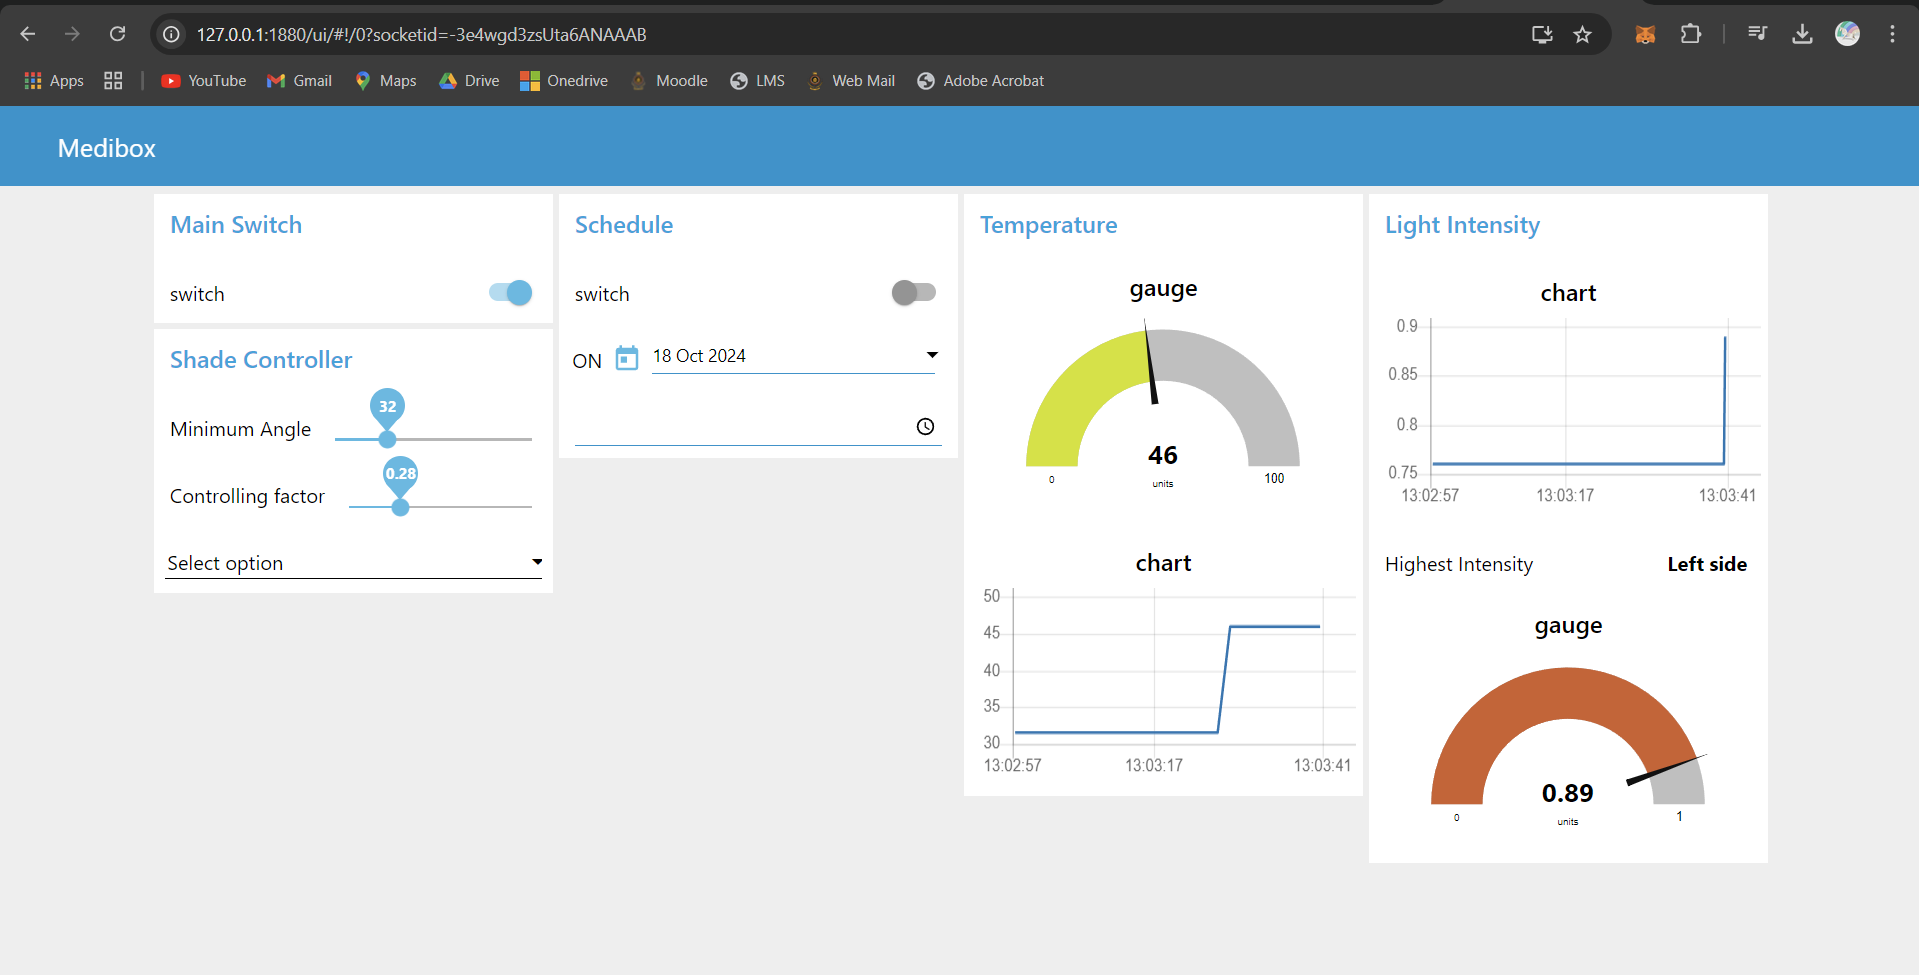 127.0.0.1:1880/ui/#!/0?socketid=-3e4wgd3zsUta6ANAAAB
Apps YouTube Gmail Maps Drive Onedrive Moodle LMS Web Mail Adobe Acrobat
Medibox
Main Switch
switch
Shade Controller
32
Minimum Angle
0.28
Controlling factor
Select option
Schedule
switch
ON 18 Oct 2024
Temperature
gauge
46
units
0
100
chart
50
45
40
35
30
13:02:57 13:03:17 13:03:41
Light Intensity
chart
0.9
0.85
0.8
0.75
13:02:57 13:03:17 13:03:41
Highest Intensity Left side
gauge
0.89
units
0
1